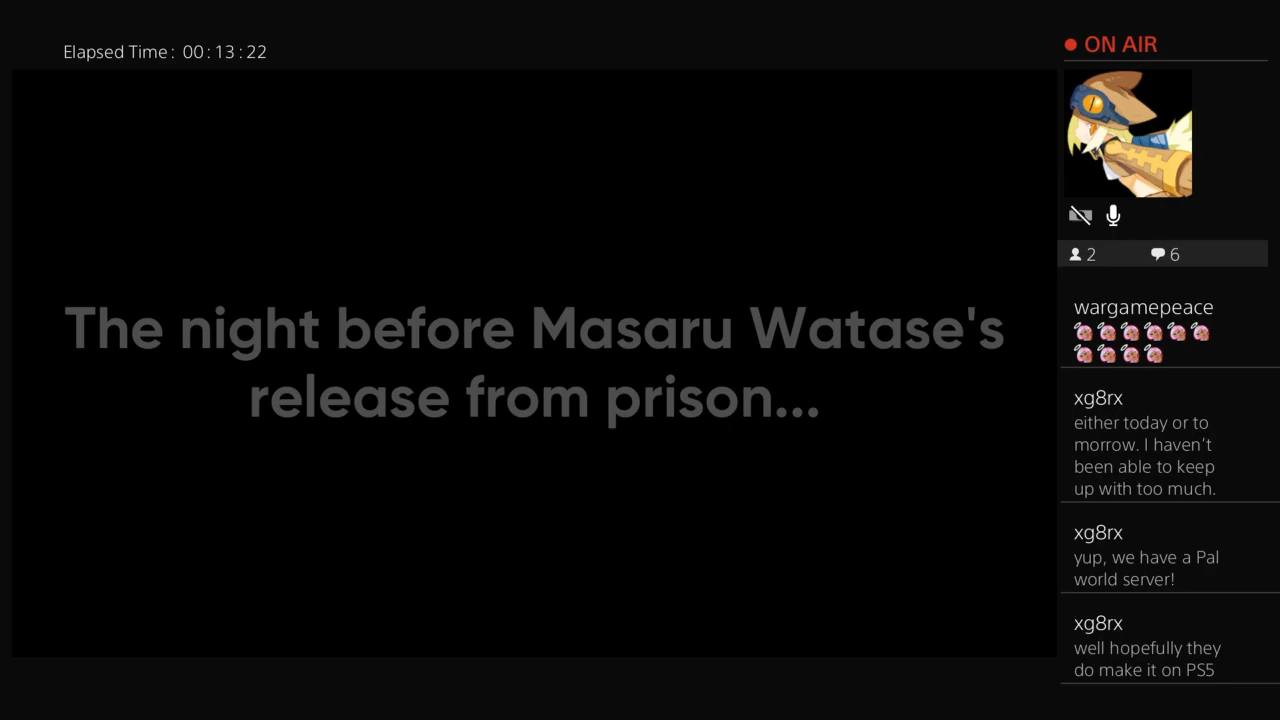 Elapsed Time: 00:13:22
ON AIR
The night before Masaru Watase's
release from prison...
2
6
wargamepeace
xg8rx
either today or to
morrow. I haven't
been able to keep
up with too much.
xg8rx
yup, we have a Pal
world server!
xg8rx
well hopefully they
do make it on PS5